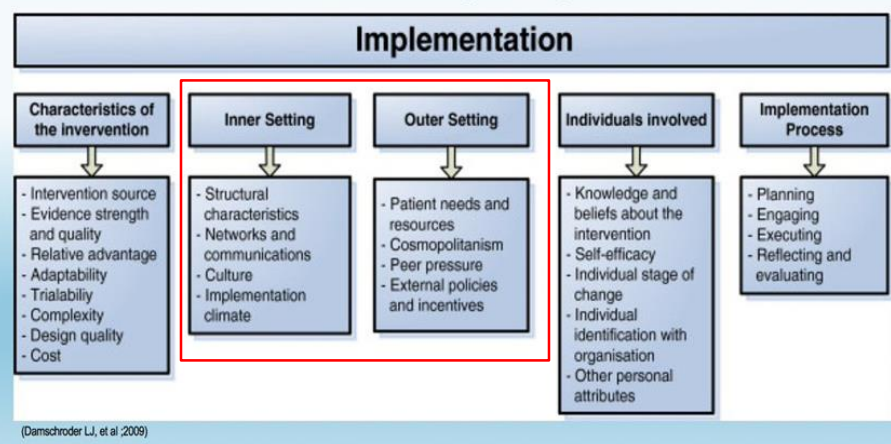 Implementation
Characteristics of
the invervention
- Intervention source
- Evidence strength
and quality
- Relative advantage
- Adaptability
- Trialabiliy
- Complexity
- Design quality
- Cost
Inner Setting
- Structural
characteristics
- Networks and
communications
- Culture
- Implementation
climate
Outer Setting
- Patient needs and
resources
- Cosmopolitanism
- Peer pressure
- External policies
and incentives
Individuals involved
- Knowledge and
beliefs about the
intervention
- Self-efficacy
- Individual stage of
change
- Individual
identification with
organisation
- Other personal
attributes
Implementation
Process
- Planning
- Engaging
- Executing
- Reflecting and
evaluating
(Damschroder LJ, et al ;2009)